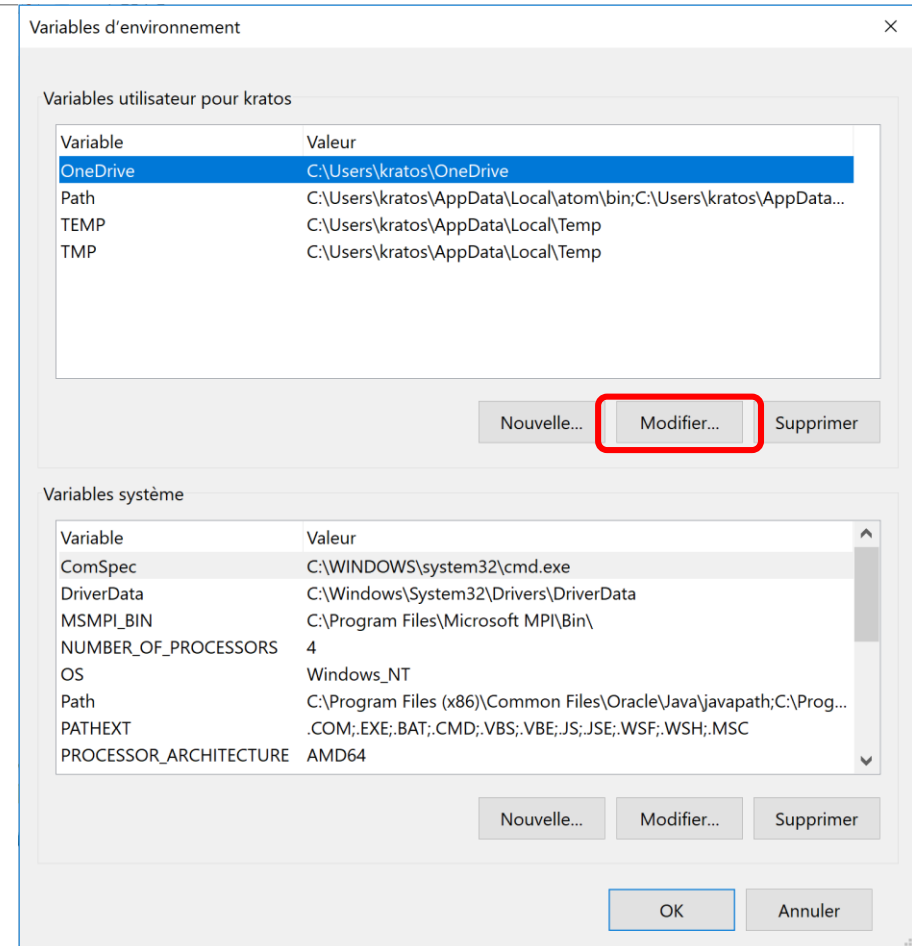 Variables d'environnement
Variables utilisateur pour kratos
Variable Valeur
OneDrive C:\Users\kratos\OneDrive
Path C:\Users\kratos\AppData\Local\atom\bin;C:\Users\kratos\AppData...
TEMP C:\Users\kratos\AppData\Local\Temp
TMP C:\Users\kratos\AppData\Local\Temp
Nouvelle... Modifier... Supprimer
Variables système
Variable Valeur
ComSpec C:\WINDOWS\system32\cmd.exe
DriverData C:\Windows\System32\Drivers\DriverData
MSMPI_BIN C:\Program Files\Microsoft MPI\Bin\
NUMBER_OF_PROCESSORS 4
OS Windows_NT
Path C:\Program Files (x86)\Common Files\Oracle\Java\javapath;C:\Prog...
PATHEXT .COM;.EXE;.BAT;.CMD;.VBS;.VBE;.JS;.JSE;.WSF;.WSH;.MSC
PROCESSOR_ARCHITECTURE AMD64
Nouvelle... Modifier... Supprimer
OK Annuler